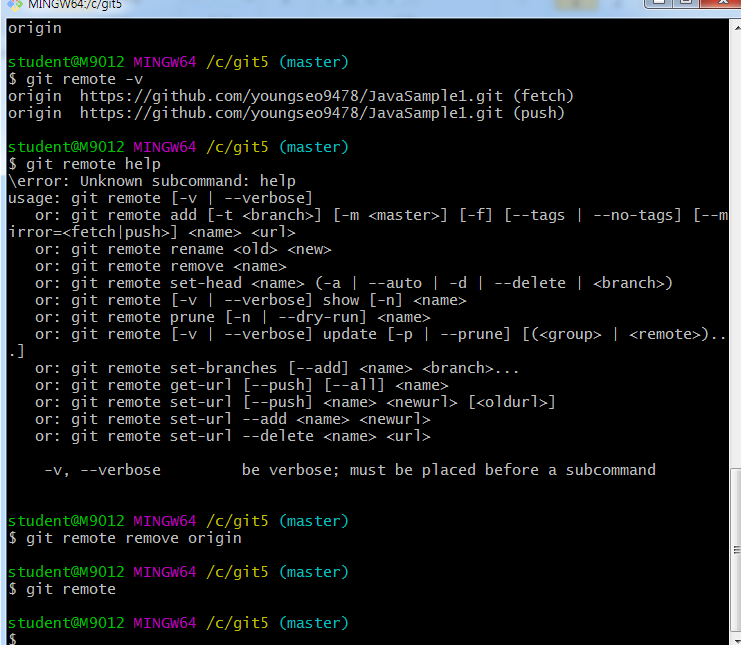 MINGW64:/c/git5
origin
student@M9012 MINGW64 /c/git5 (master)
$ git remote -v
origin  https://github.com/youngseo9478/JavaSample1.git (fetch)
origin  https://github.com/youngseo9478/JavaSample1.git (push)
student@M9012 MINGW64 /c/git5 (master)
$ git remote help
\error: Unknown subcommand: help
usage: git remote [-v | --verbose]
   or: git remote add [-t <branch>] [-m <master>] [-f] [--tags | --no-tags] [--m
irror=<fetch|push>] <name> <url>
   or: git remote rename <old> <new>
   or: git remote remove <name>
   or: git remote set-head <name> (-a | --auto | -d | --delete | <branch>)
   or: git remote [-v | --verbose] show [-n] <name>
   or: git remote prune [-n | --dry-run] <name>
   or: git remote [-v | --verbose] update [-p | --prune] [(<group> | <remote>)..
.]
   or: git remote set-branches [--add] <name> <branch>...
   or: git remote get-url [--push] [--all] <name>
   or: git remote set-url [--push] <name> <newurl> [<oldurl>]
   or: git remote set-url --add <name> <newurl>
   or: git remote set-url --delete <name> <url>
    -v, --verbose         be verbose; must be placed before a subcommand
student@M9012 MINGW64 /c/git5 (master)
$ git remote remove origin
student@M9012 MINGW64 /c/git5 (master)
$ git remote
student@M9012 MINGW64 /c/git5 (master)
$